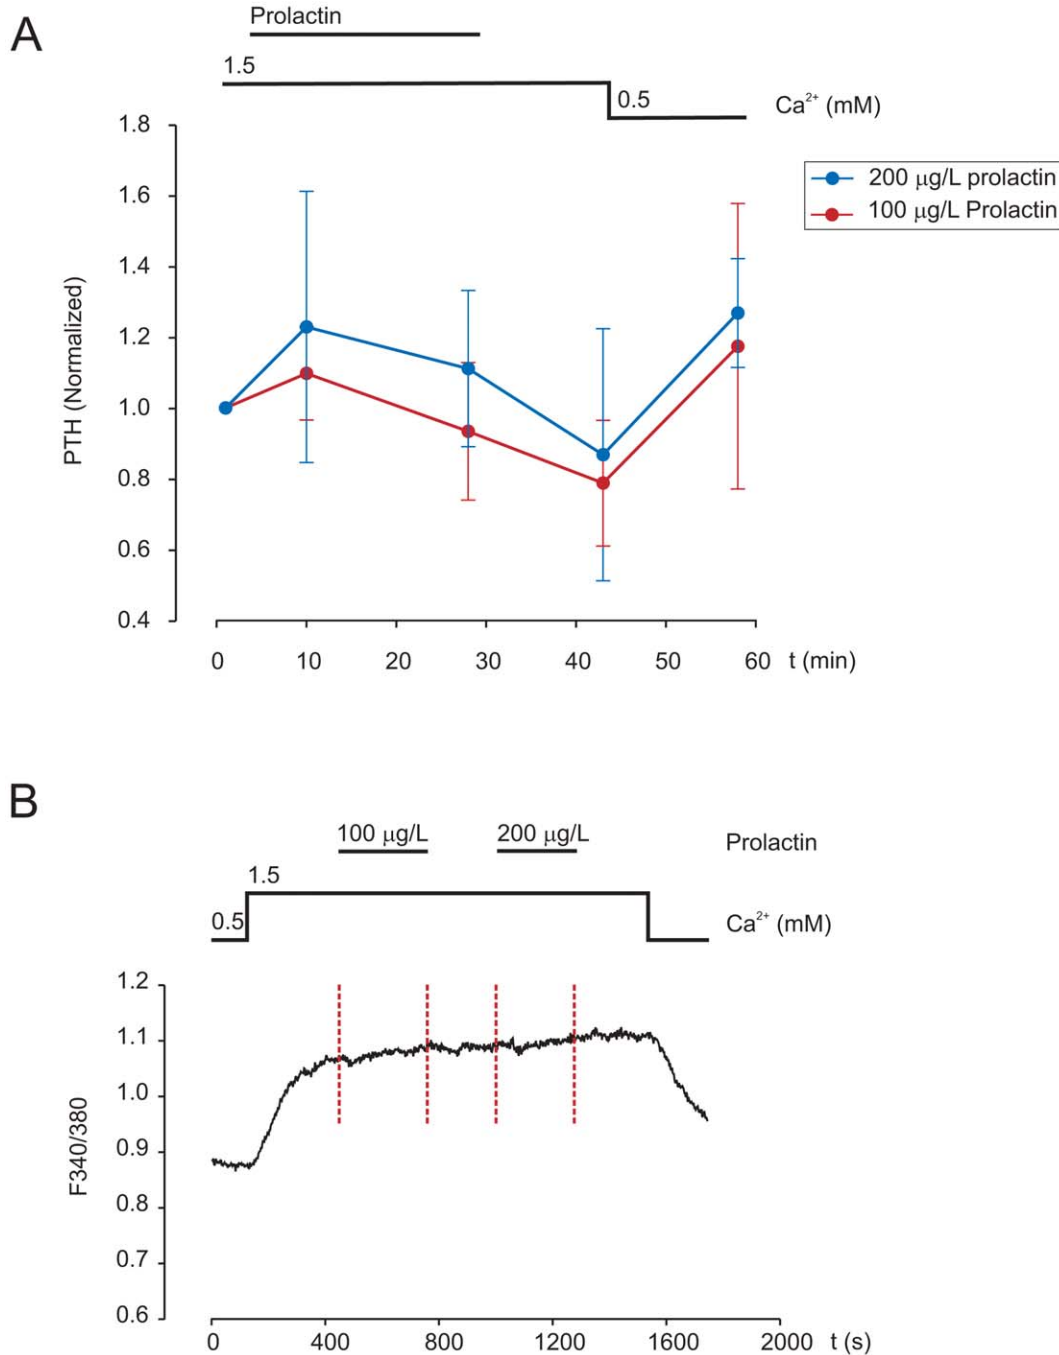 A
Prolactin
1.5
0.5
Ca²⁺ (mM)
1.8
1.6
1.4
1.2
1.0
0.8
0.6
0.4
PTH (Normalized)
200 µg/L prolactin
100 µg/L Prolactin
0 10 20 30 40 50 60 t (min)
B
100 µg/L 200 µg/L Prolactin
1.5
0.5
Ca²⁺ (mM)
1.2
1.1
1.0
0.9
0.8
0.7
0.6
F340/380
0 400 800 1200 1600 2000 t (s)